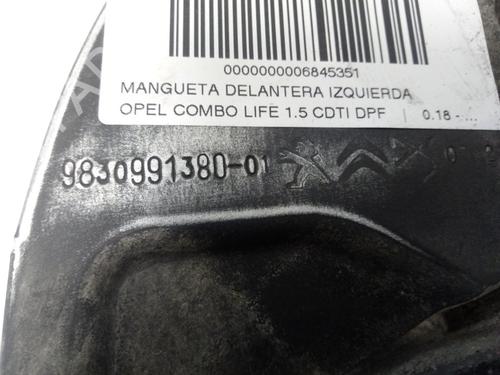 0000000006845351
MANGUETA DELANTERA IZQUIERDA
OPEL COMBO LIFE 1.5 CDTI DPF | 0.18 - ...
9830991380-01